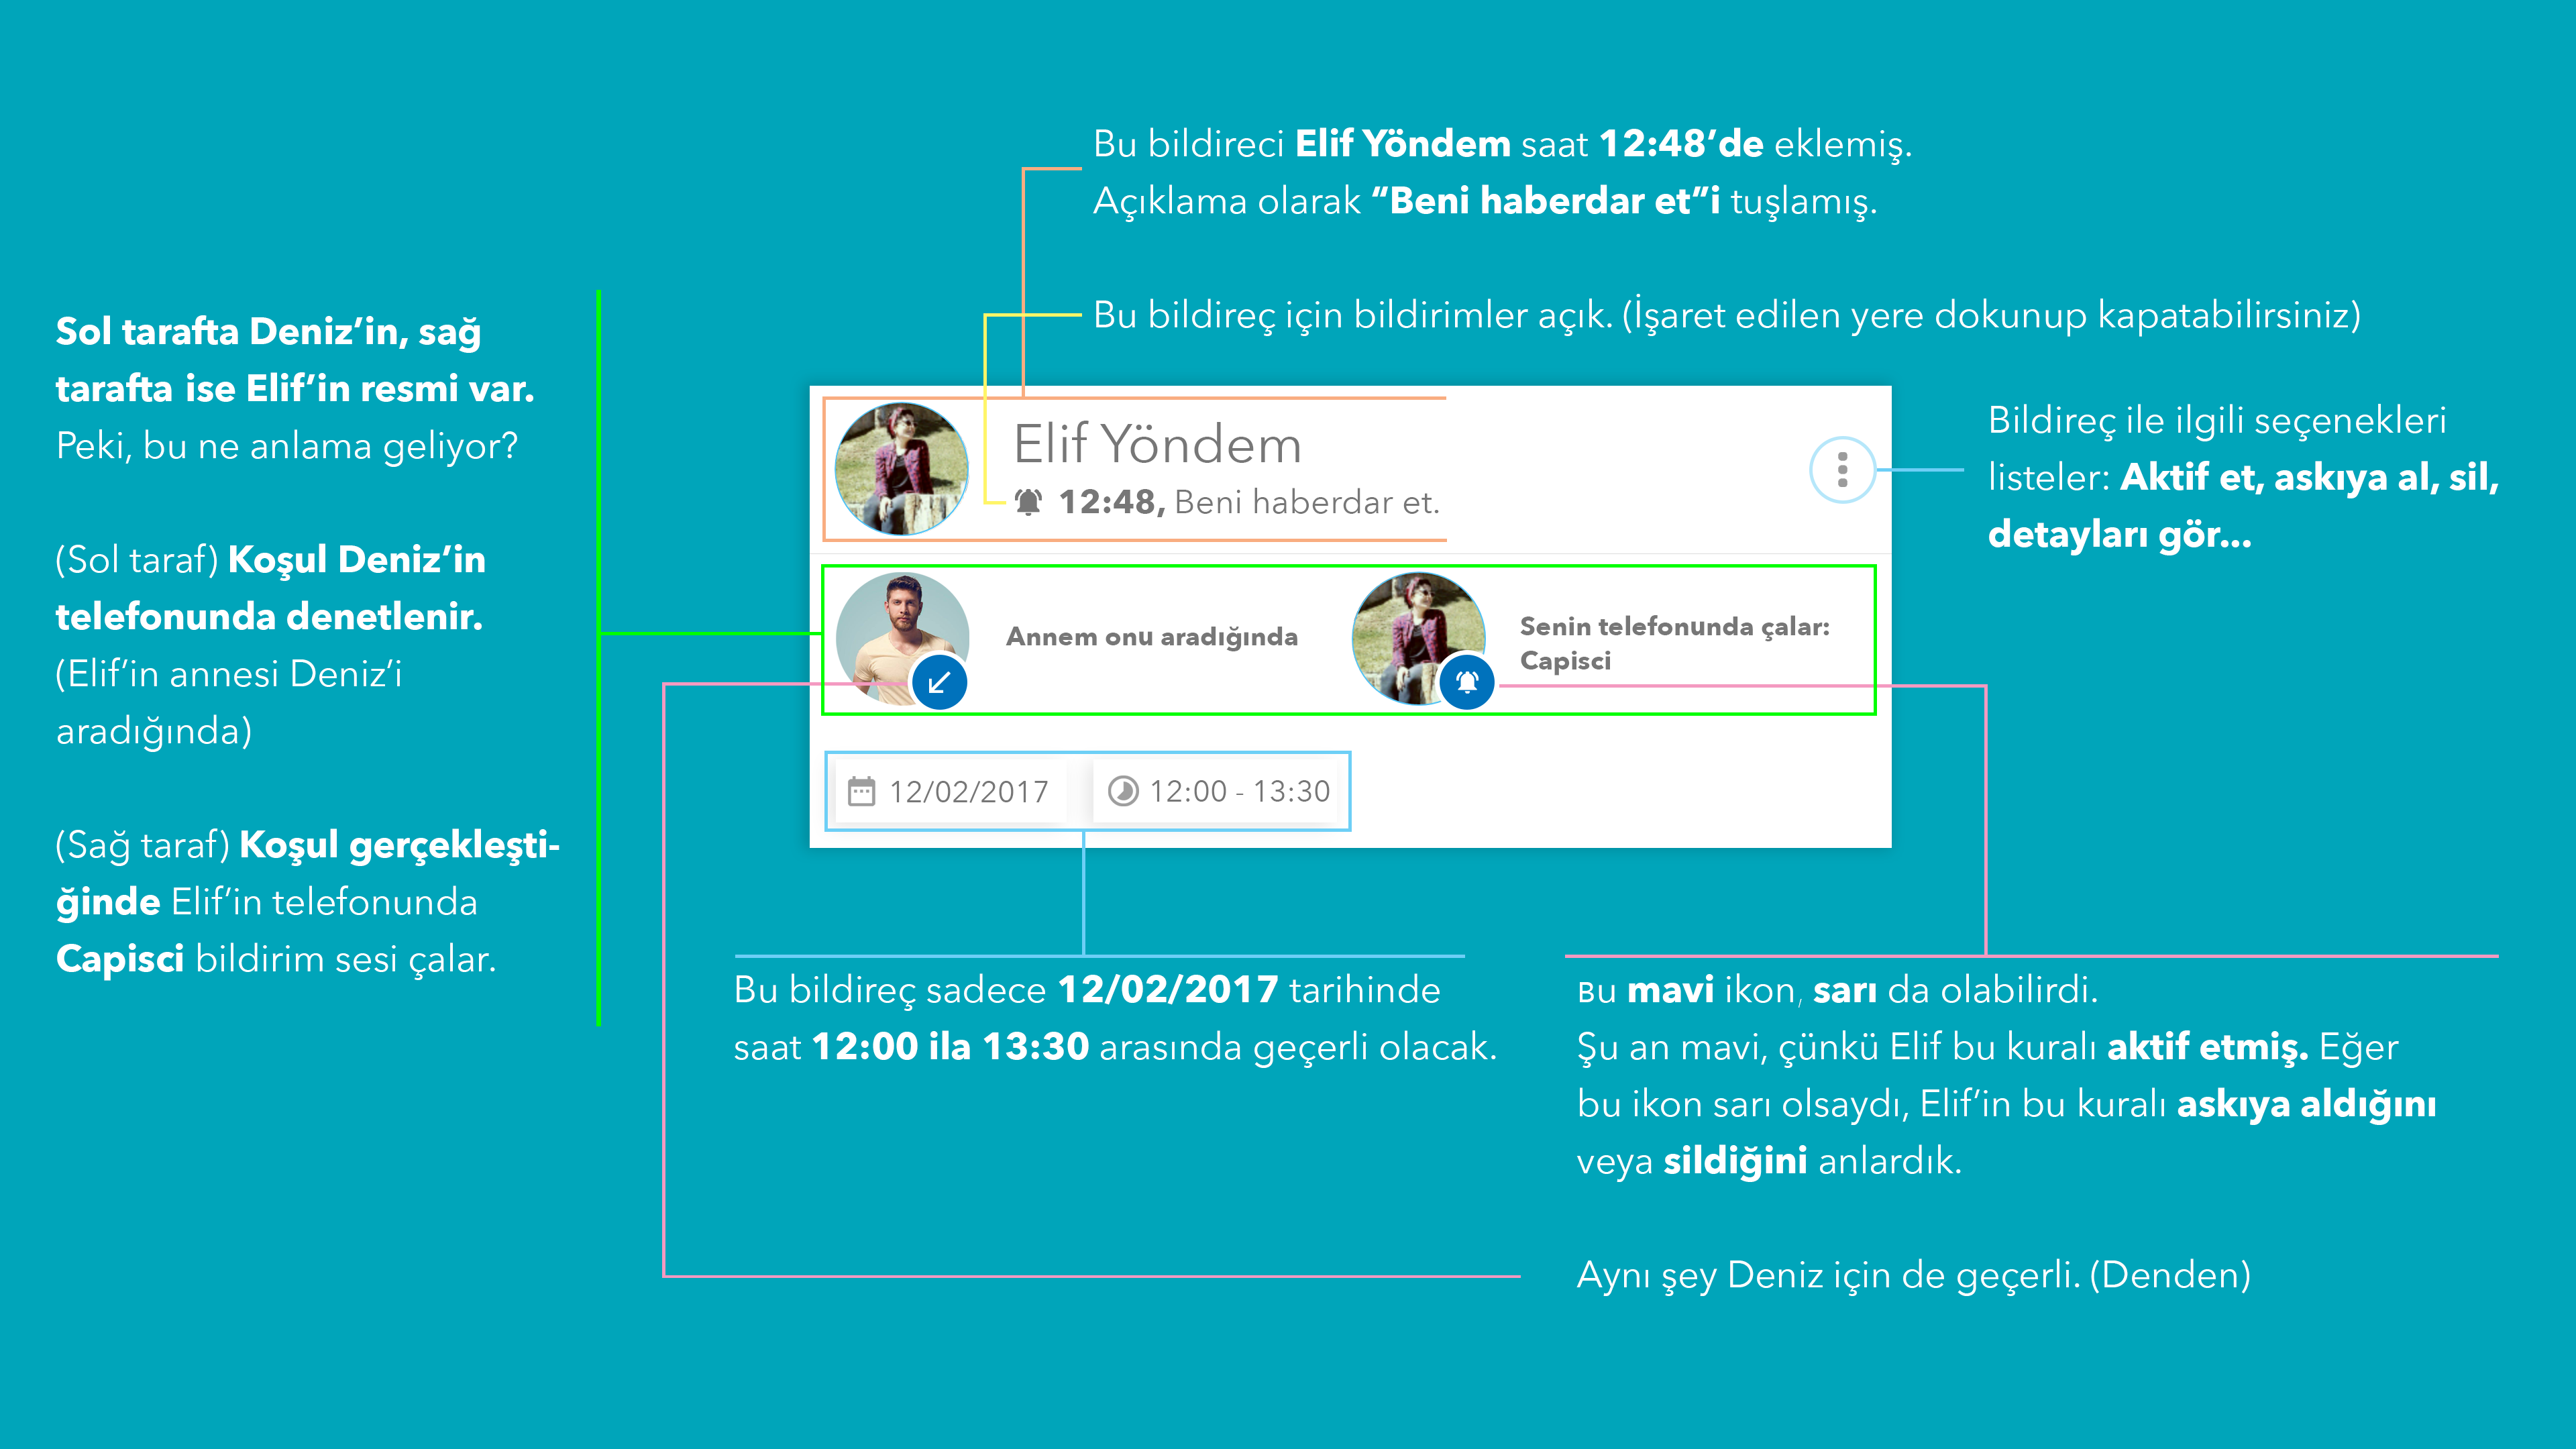 Bu bildireci Elif Yöndem saat 12:48’de eklemiş.
Açıklama olarak “Beni haberdar et”i tuşlamış.
Bu bildireç için bildirimler açık. (İşaret edilen yere dokunup kapatabilirsiniz)
Sol tarafta Deniz’in, sağ
tarafta ise Elif’in resmi var.
Peki, bu ne anlama geliyor?
(Sol taraf) Koşul Deniz’in
telefonunda denetlenir.
(Elif’in annesi Deniz’i
aradığında)
(Sağ taraf) Koşul gerçekleşti-
ğinde Elif’in telefonunda
Capisci bildirim sesi çalar.
Elif Yöndem
12:48, Beni haberdar et.
Annem onu aradığında
Senin telefonunda çalar:
Capisci
12/02/2017
12:00 - 13:30
Bildireç ile ilgili seçenekleri
listeler: Aktif et, askıya al, sil,
detayları gör...
Bu bildireç sadece 12/02/2017 tarihinde
saat 12:00 ila 13:30 arasında geçerli olacak.
Bu mavi ikon, sarı da olabilirdi.
Şu an mavi, çünkü Elif bu kuralı aktif etmiş. Eğer
bu ikon sarı olsaydı, Elif’in bu kuralı askıya aldığını
veya sildiğini anlardık.
Aynı şey Deniz için de geçerli. (Denden)